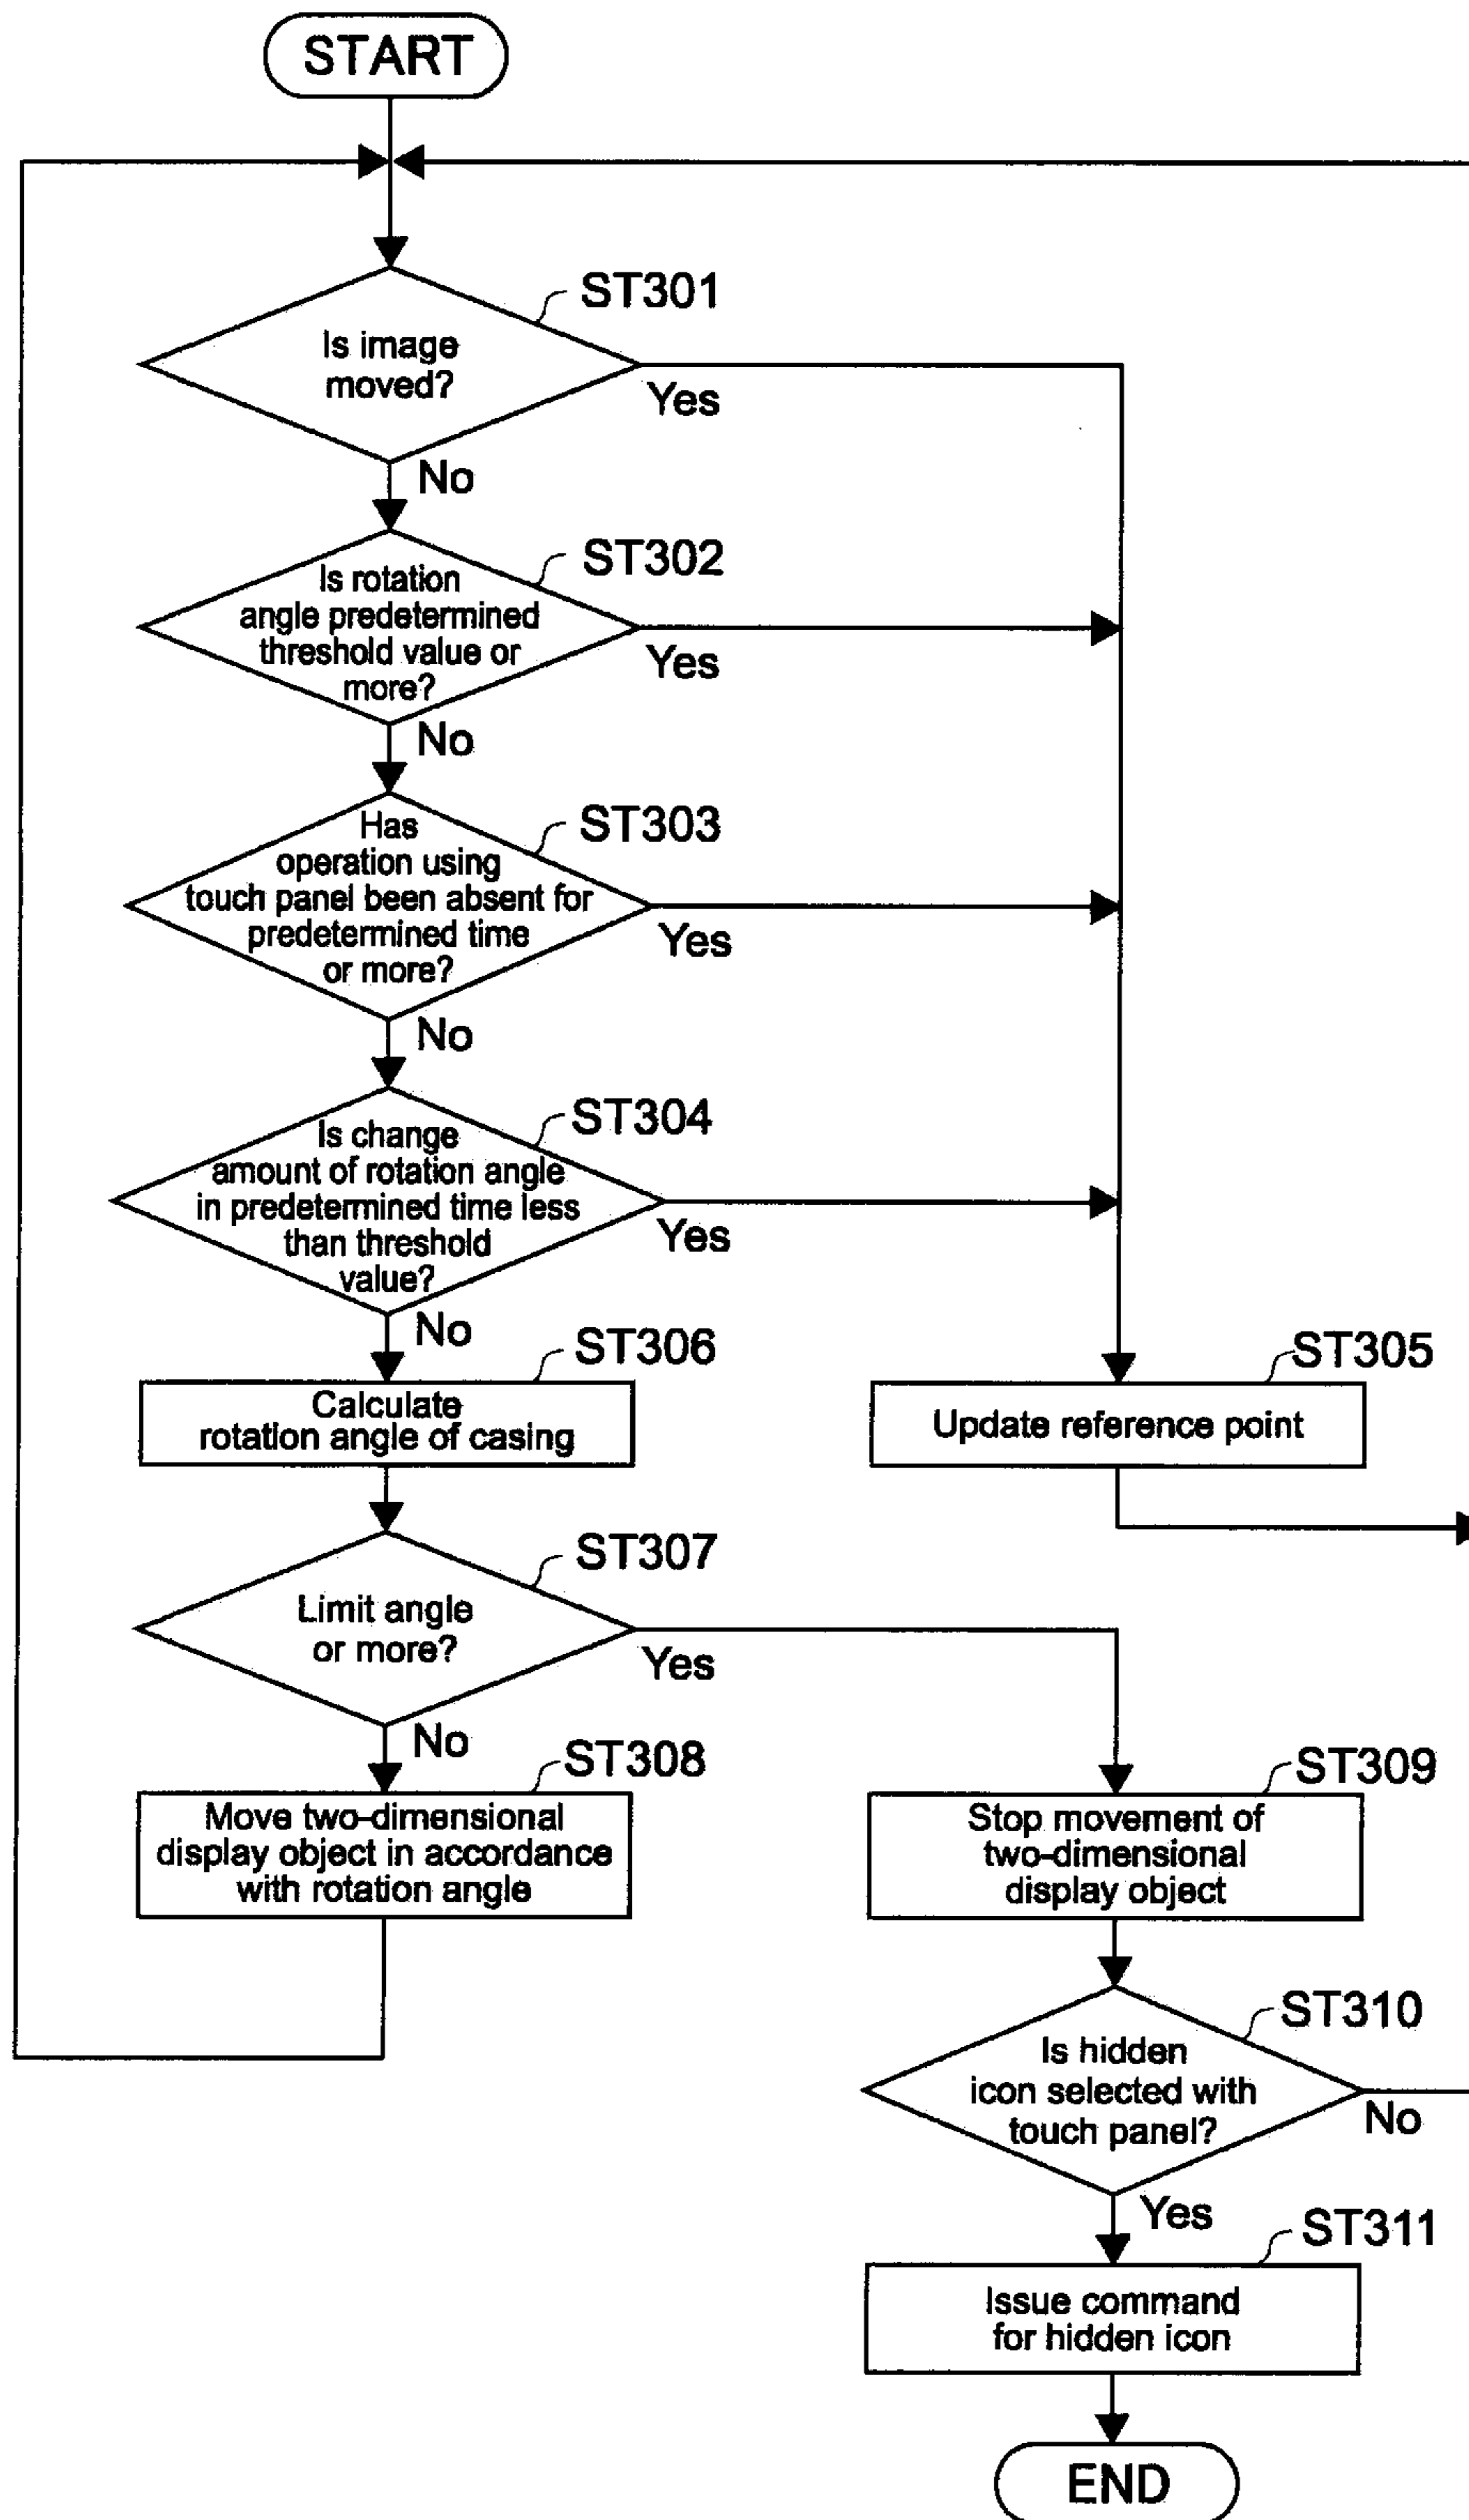 START
ST301
Is image
moved?
Yes
No
ST302
Is rotation
angle predetermined
threshold value or
more?
Yes
No
ST303
Has
operation using
touch panel been absent for
predetermined time
or more?
Yes
No
ST304
Is change
amount of rotation angle
in predetermined time less
than threshold
value?
Yes
No
ST306
Calculate
rotation angle of casing
ST305
Update reference point
ST307
Limit angle
or more?
Yes
No
ST308
Move two-dimensional
display object in accordance
with rotation angle
ST309
Stop movement of
two-dimensional
display object
ST310
Is hidden
icon selected with
touch panel?
No
Yes
ST311
Issue command
for hidden icon
END